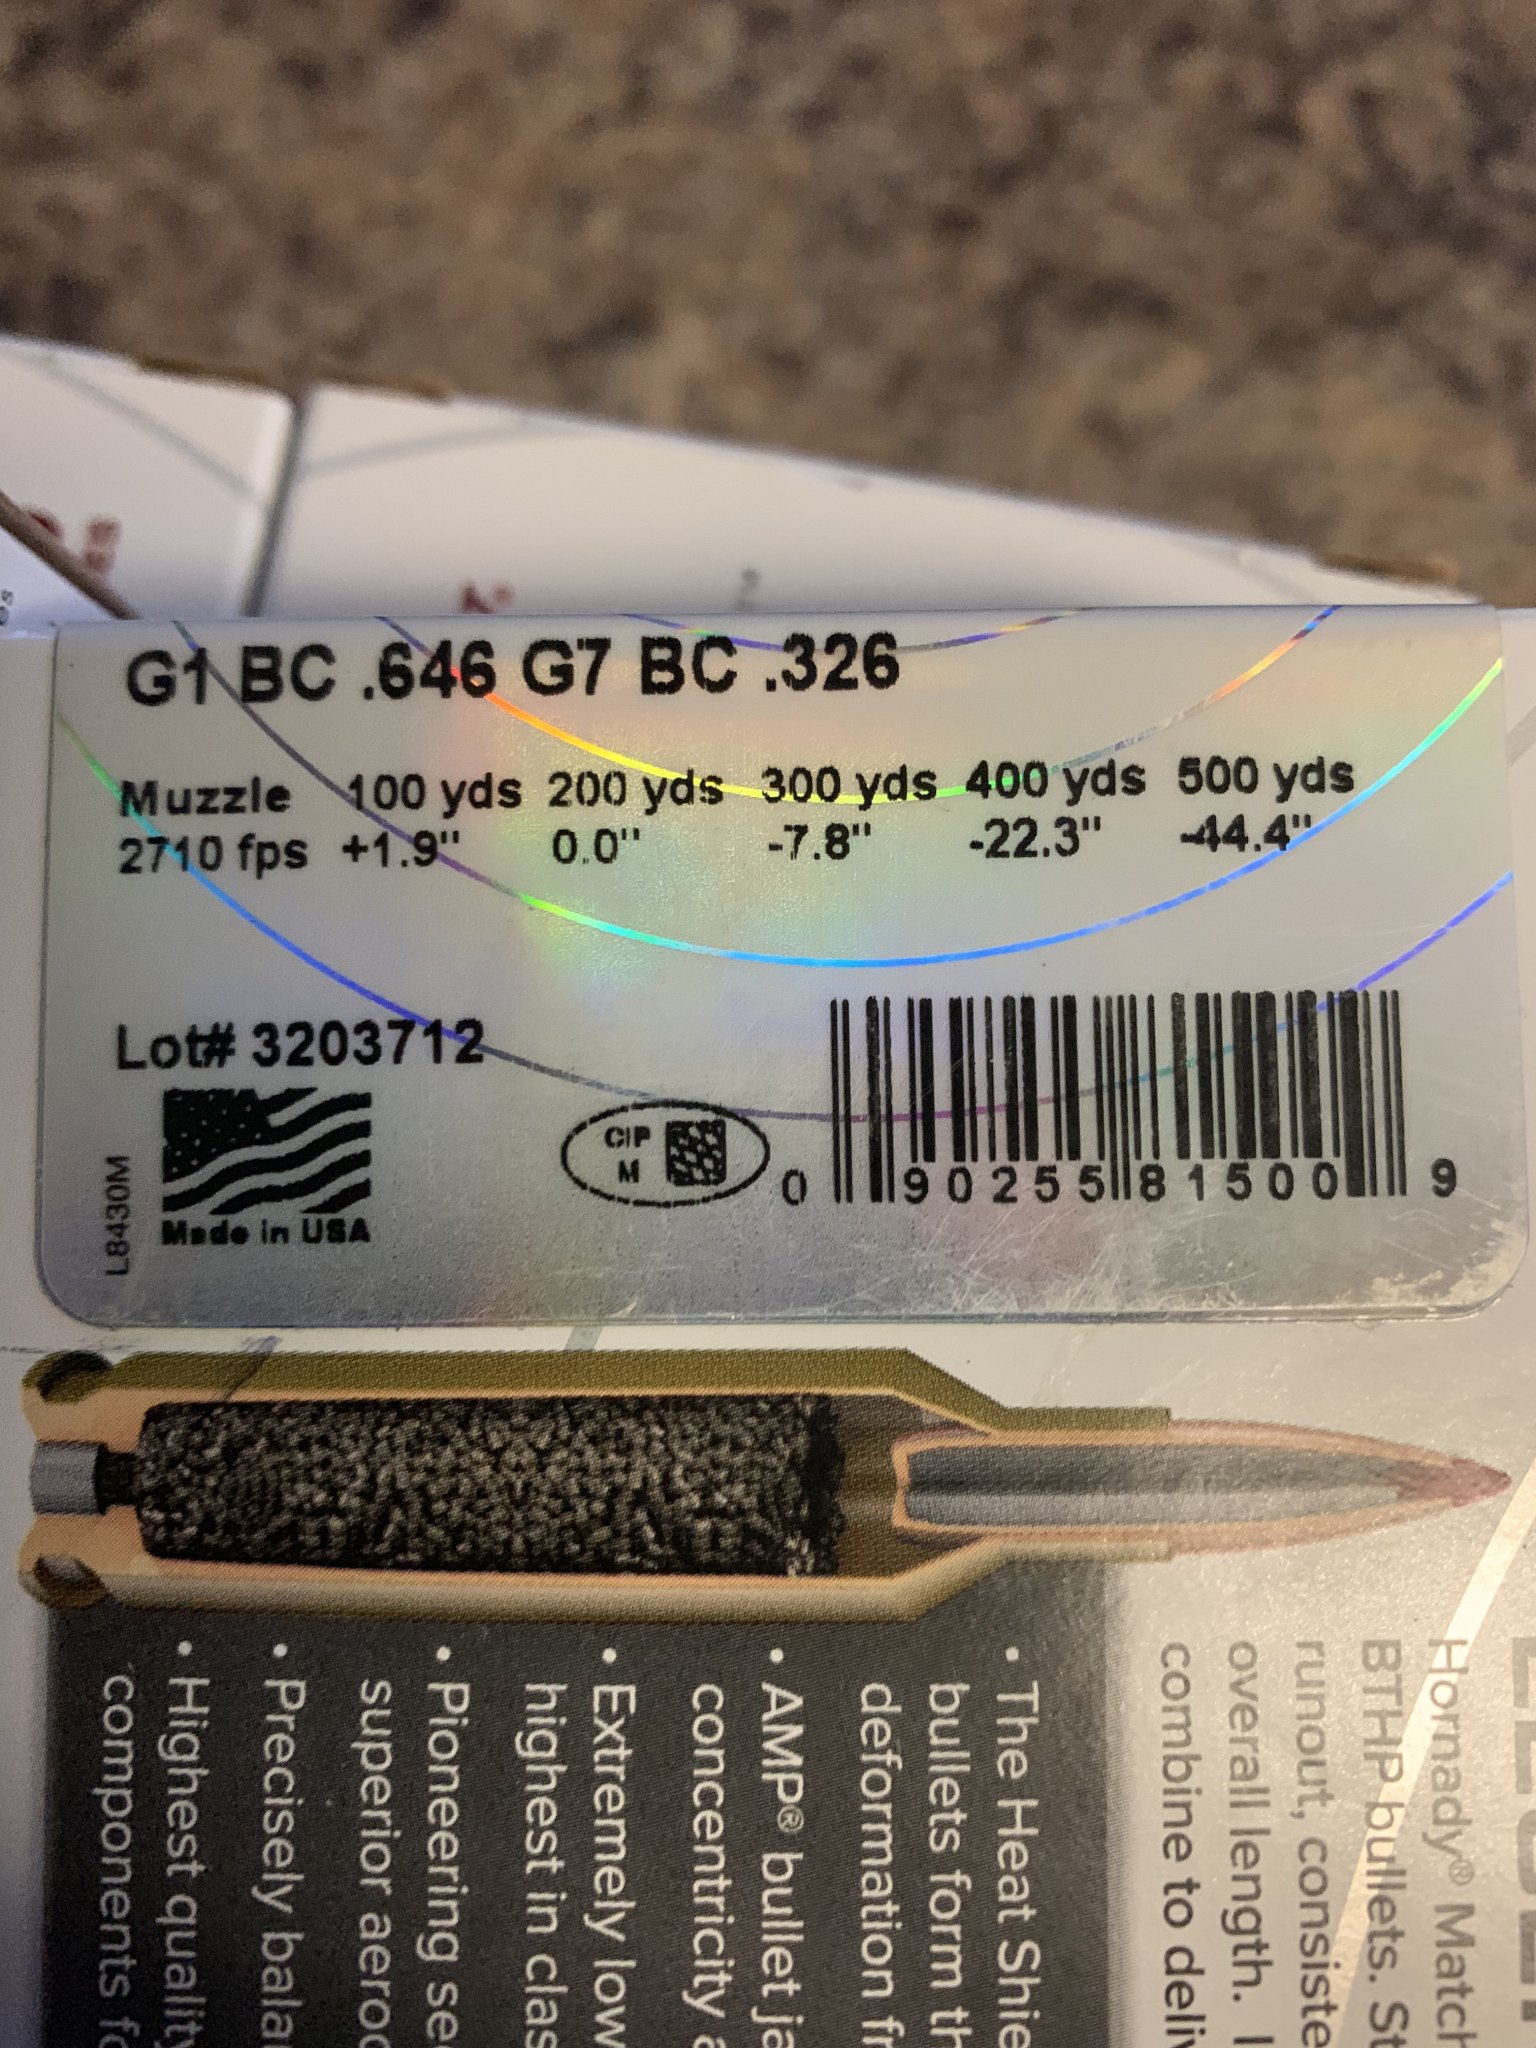 G1 BC .646 G7 BC .326
Muzzle 100 yds 200 yds 300 yds 400 yds 500 yds
2710 fps +1.9" 0.0" -7.8" -22.3" -44.4"
Lot# 3203712
L8430M
Made in USA
CIP
M
0 90255 81500 9
Hornady® Match
BTHP bullets.
runout,
overall length.
combine to
• The Heat
bullets form
deformation
• AMP® bullet
concentricity
• Extremely low
highest in
• Pioneering
superior
• Precisely
• Highest quality
components